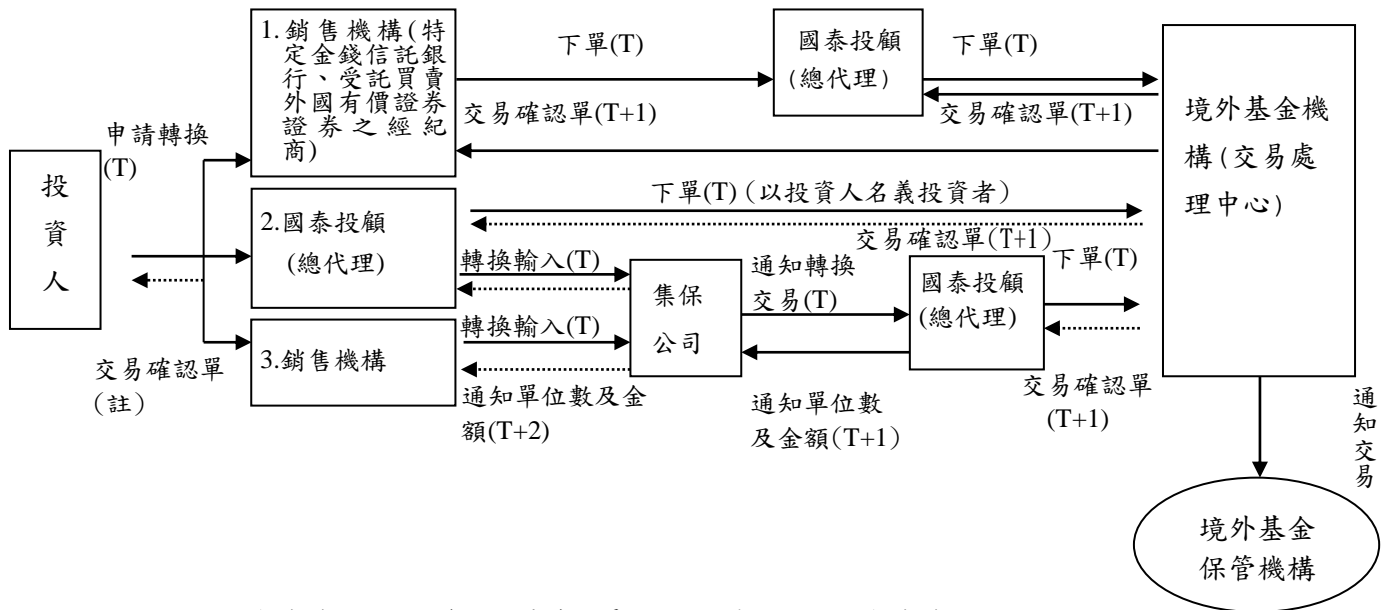 1.銷售機構(特
定金錢信託銀
行、受託買賣
外國有價證券
證券之經紀
商)
下單(T)
國泰投顧
(總代理)
下單(T)
交易確認單(T+1)
交易確認單(T+1)
境外基金機
構(交易處
理中心)
申請轉換
(T)
投
資
人
交易確認單
(註)
2.國泰投顧
(總代理)
下單(T)(以投資人名義投資者)
交易確認單(T+1)
轉換輸入(T)
3.銷售機構
轉換輸入(T)
通知單位數及金
額(T+2)
集保
公司
通知轉換
交易(T)
通知單位數
及金額(T+1)
國泰投顧
(總代理)
下單(T)
交易確認單
(T+1)
通
知
交
易
境外基金
保管機構